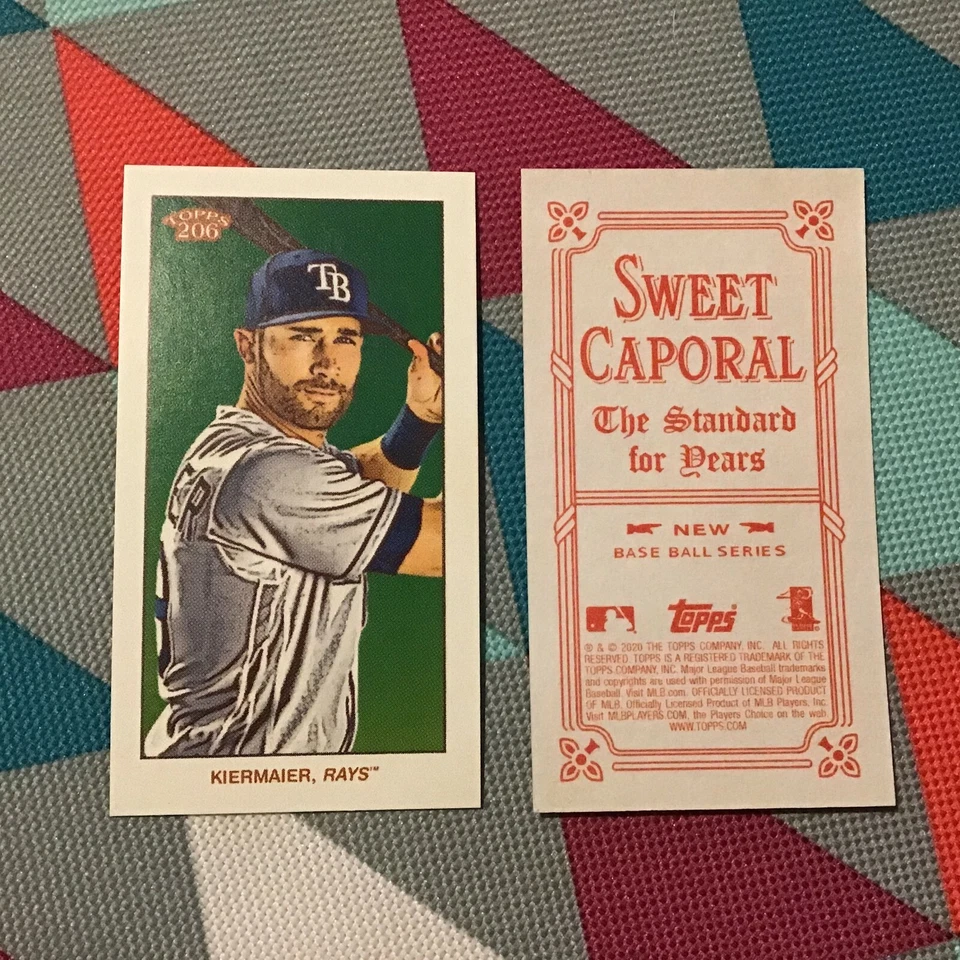 TOPPS
206
TB
ER
KIERMAIER, RAYS™
SWEET
CAPORAL
The Standard
for Years
NEW
BASE BALL SERIES
Topps
® & © 2020 THE TOPPS COMPANY, INC. ALL RIGHTS
RESERVED. TOPPS IS A REGISTERED TRADEMARK OF THE
TOPPS COMPANY, INC. Major League Baseball trademarks
and copyrights are used with permission of Major League
Baseball. Visit MLB.com. OFFICIALLY LICENSED PRODUCT
OF MLB. Officially Licensed Product of MLB Players, Inc.
Visit MLBPLAYERS.COM, the Players Choice on the web
WWW.TOPPS.COM